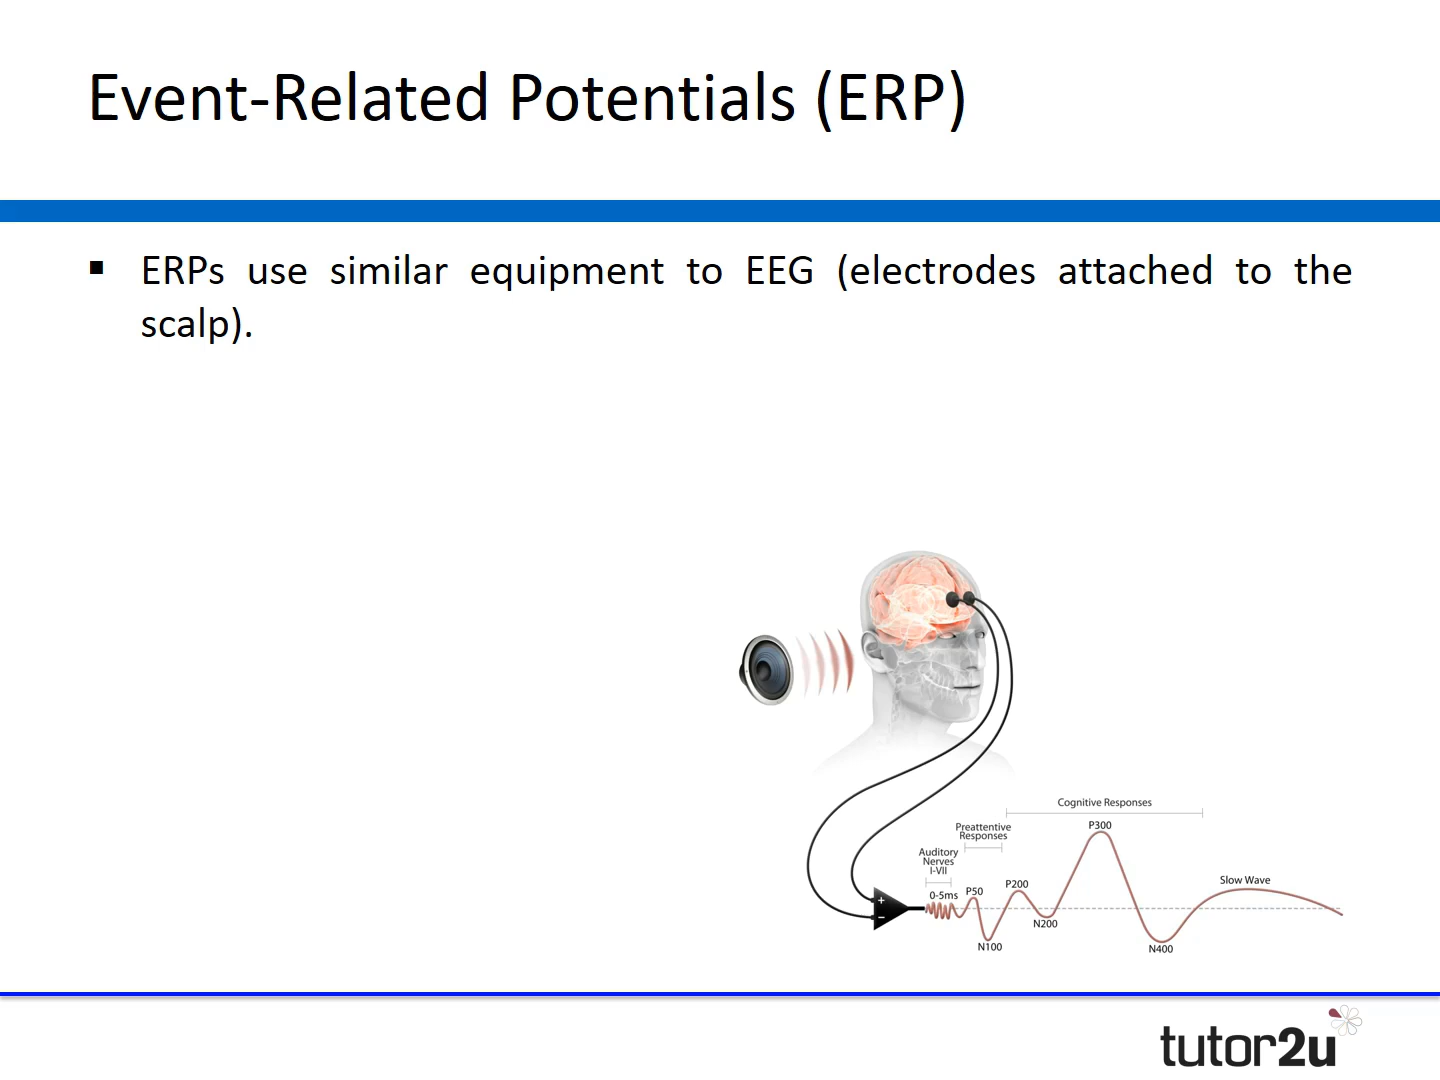 Event-Related Potentials (ERP)
▪ ERPs use similar equipment to EEG (electrodes attached to the
scalp).
Cognitive Responses
P300
Preattentive
Responses
Auditory
Nerves
I-VII
0-5ms
P50
P200
Slow Wave
+
−
N100
N200
N400
tutor2u